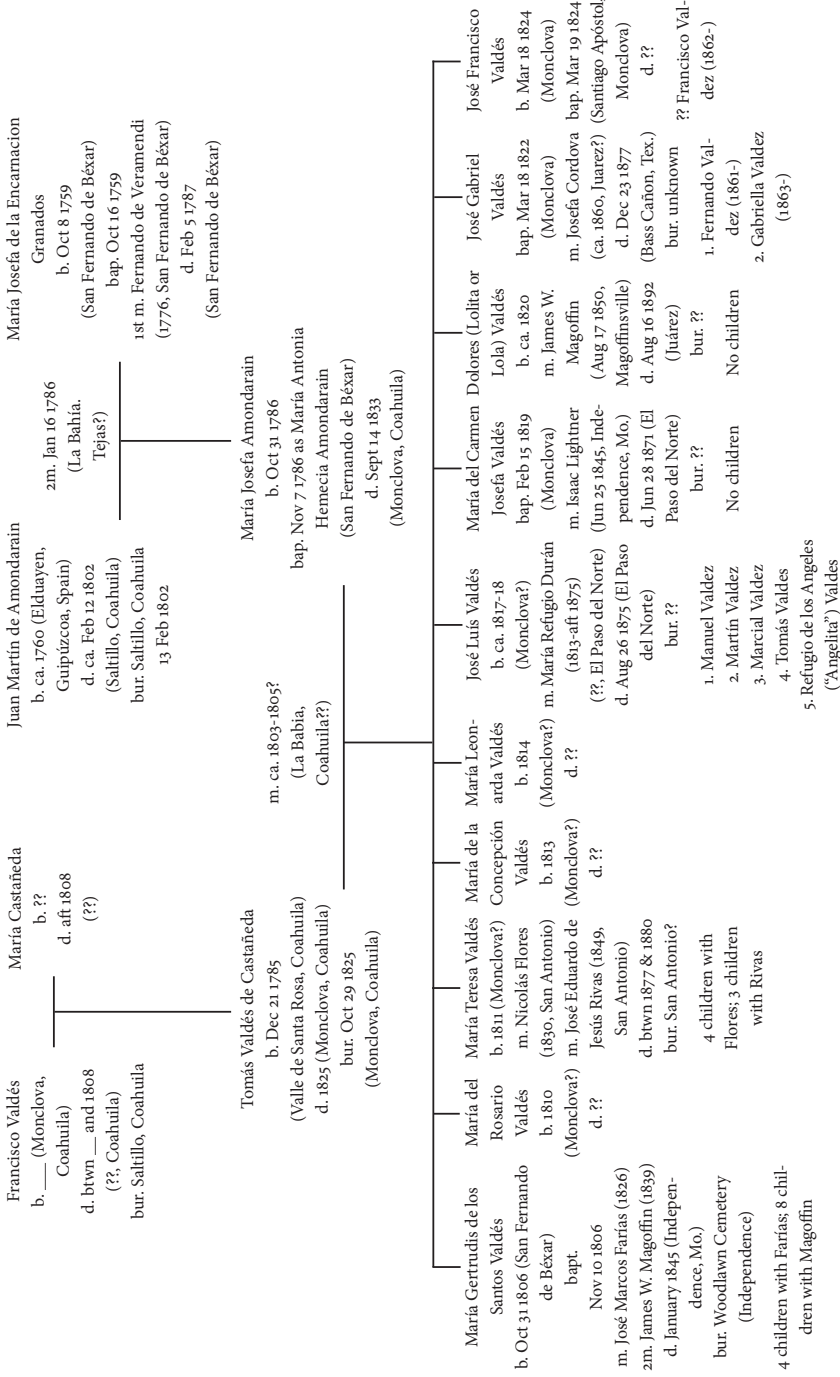 Francisco Valdés
b. ___ (Monclova,
Coahuila)
d. btwn __ and 1808
(??, Coahuila)
bur. Saltillo, Coahuila
María Castañeda
b. ??
d. aft 1808
(??)
Juan Martín de Amondarain
b. ca. 1760 (Elduayen,
Guipúzcoa, Spain)
d. ca. Feb 12 1802
(Saltillo, Coahuila)
bur. Saltillo, Coahuila
13 Feb 1802
2m. Jan 16 1786
(La Bahía.
Tejas?)
María Josefa de la Encarnacion
Granados
b. Oct 8 1759
(San Fernando de Béxar)
bap. Oct 16 1759
1st m. Fernando de Veramendi
(1776, San Fernando de Béxar)
d. Feb 5 1787
(San Fernando de Béxar)
Tomás Valdés de Castañeda
b. Dec 21 1785
(Valle de Santa Rosa, Coahuila)
d. 1825 (Monclova, Coahuila)
bur. Oct 29 1825
(Monclova, Coahuila)
m. ca. 1803-1805?
(La Babia,
Coahuila??)
María Josefa Amondarain
b. Oct 31 1786
bap. Nov 7 1786 as María Antonia
Hemecia Amondarain
(San Fernando de Béxar)
d. Sept 14 1833
(Monclova, Coahuila)
María Gertrudis de los
Santos Valdés
b. Oct 31 1806 (San Fernando
de Béxar)
bapt.
Nov 10 1806
m. José Marcos Farías (1826)
2m. James W. Magoffin (1839)
d. January 1845 (Indepen-
dence, Mo.)
bur. Woodlawn Cemetery
(Independence)
4 children with Farías; 8 chil-
dren with Magoffin
María del
Rosario
Valdés
b. 1810
(Monclova?)
d. ??
María Teresa Valdés
b. 1811 (Monclova?)
m. Nicolás Flores
(1830, San Antonio)
m. José Eduardo de
Jesús Rivas (1849,
San Antonio)
d. btwn 1877 & 1880
bur. San Antonio?
4 children with
Flores; 3 children
with Rivas
María de la
Concepción
Valdés
b. 1813
(Monclova?)
d. ??
María Leon-
arda Valdés
b. 1814
(Monclova?)
d. ??
José Luís Valdés
b. ca. 1817-18
(Monclova?)
m. María Refugio Durán
(1813-aft 1875)
(??, El Paso del Norte)
d. Aug 26 1875 (El Paso
del Norte)
bur. ??
1. Manuel Valdez
2. Martín Valdez
3. Marcial Valdez
4. Tomás Valdes
5. Refugio de los Angeles
("Angelita") Valdes
María del Carmen
Josefa Valdés
bap. Feb 15 1819
(Monclova)
m. Isaac Lightner
(Jun 25 1845, Inde-
pendence, Mo.)
d. Jun 28 1871 (El
Paso del Norte)
bur. ??
No children
Dolores (Lolita or
Lola) Valdés
b. ca. 1820
m. James W.
Magoffin
(Aug 17 1850,
Magoffinsville)
d. Aug 16 1892
(Juárez)
bur. ??
No children
José Gabriel
Valdés
bap. Mar 18 1822
(Monclova)
m. Josefa Cordova
(ca. 1860, Juarez?)
d. Dec 23 1877
(Bass Cañon, Tex.)
bur. unknown
1. Fernando Val-
dez (1861-)
2. Gabriella Valdez
(1863-)
José Francisco
Valdés
b. Mar 18 1824
(Monclova)
bap. Mar 19 1824
(Santiago Apóstol,
Monclova)
d. ??
?? Francisco Val-
dez (1862-)